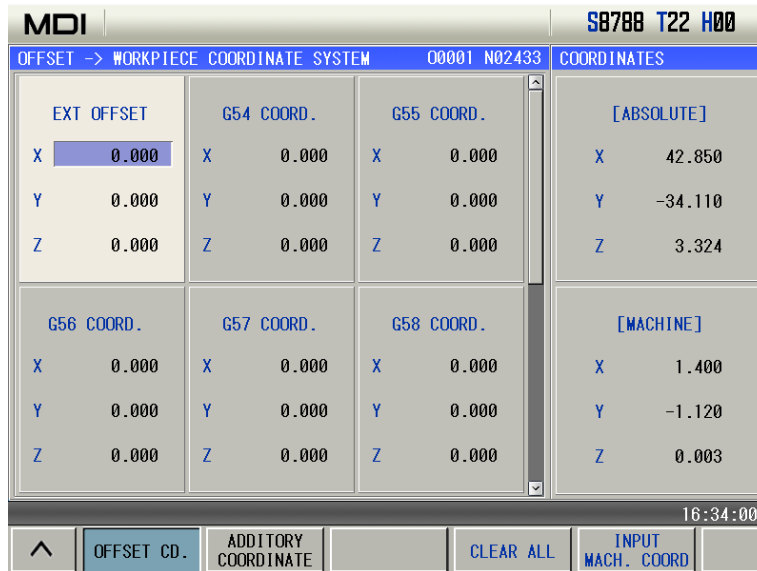 MDI S8788 T22 H00
OFFSET -> WORKPIECE COORDINATE SYSTEM O0001 N02433 COORDINATES
EXT OFFSET G54 COORD. G55 COORD. [ABSOLUTE]
X 0.000 X 0.000 X 0.000 X 42.850
Y 0.000 Y 0.000 Y 0.000 Y -34.110
Z 0.000 Z 0.000 Z 0.000 Z 3.324
G56 COORD. G57 COORD. G58 COORD. [MACHINE]
X 0.000 X 0.000 X 0.000 X 1.400
Y 0.000 Y 0.000 Y 0.000 Y -1.120
Z 0.000 Z 0.000 Z 0.000 Z 0.003
16:34:00
OFFSET CD. ADDITORY COORDINATE CLEAR ALL INPUT MACH. COORD